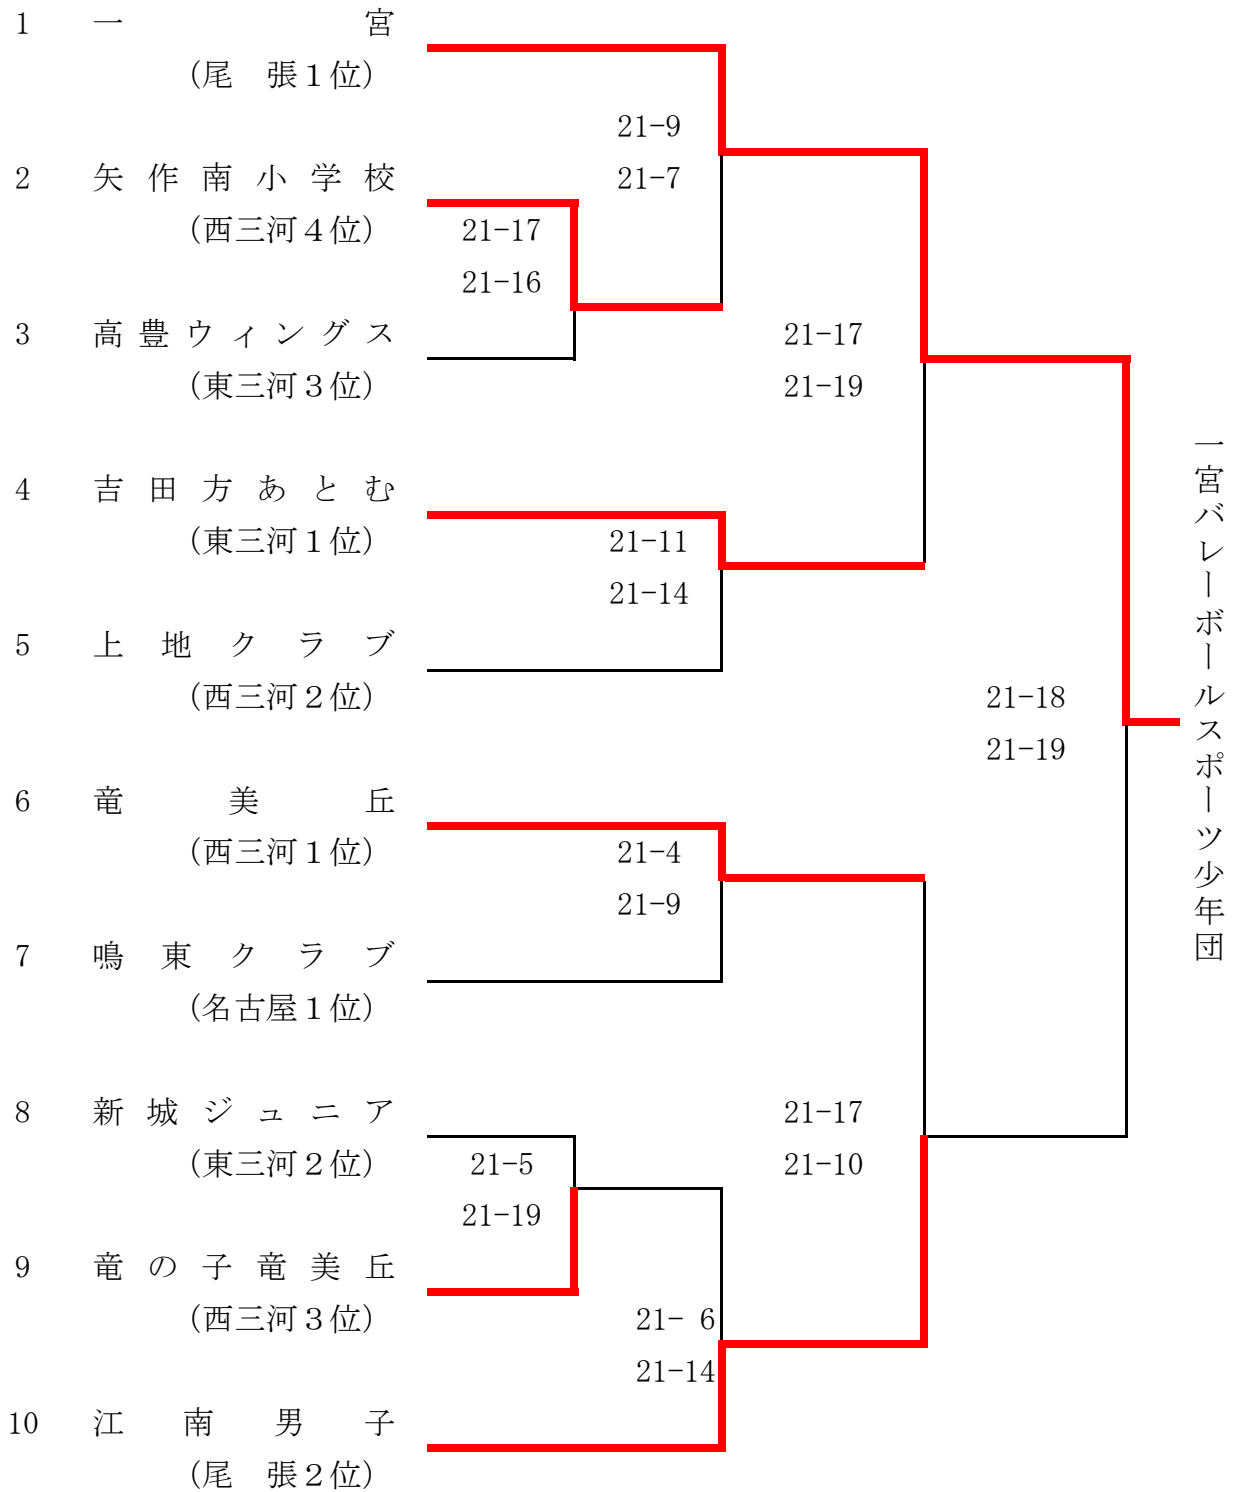 1 一宮
(尾 張１位)
21-9
2 矢作南小学校
21-7
(西三河４位)
21-17
21-16
3 高豊ウィングス
21-17
(東三河３位)
21-19
4 吉田方あとむ
(東三河１位)
21-11
21-14
5 上地クラブ
(西三河２位)
21-18
21-19
一宮バレーボールスポーツ少年団
6 竜美丘
(西三河１位)
21-4
21-9
7 鳴東クラブ
(名古屋１位)
8 新城ジュニア
21-17
(東三河２位)
21-5
21-10
21-19
9 竜の子竜美丘
(西三河３位)
21- 6
21-14
10 江南男子
(尾 張２位)